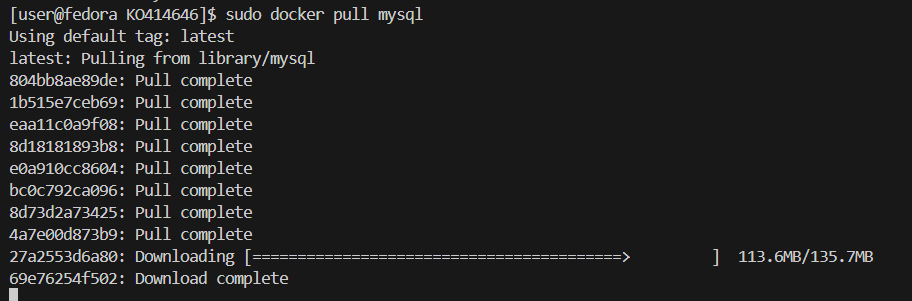 [user@fedora KO414646]$ sudo docker pull mysql
Using default tag: latest
latest: Pulling from library/mysql
804bb8ae89de: Pull complete
1b515e7ceb69: Pull complete
eaa11c0a9f08: Pull complete
8d18181893b8: Pull complete
e0a910cc8604: Pull complete
bc0c792ca096: Pull complete
8d73d2a73425: Pull complete
4a7e00d873b9: Pull complete
27a2553d6a80: Downloading [=========================================>         ]  113.6MB/135.7MB
69e76254f502: Download complete